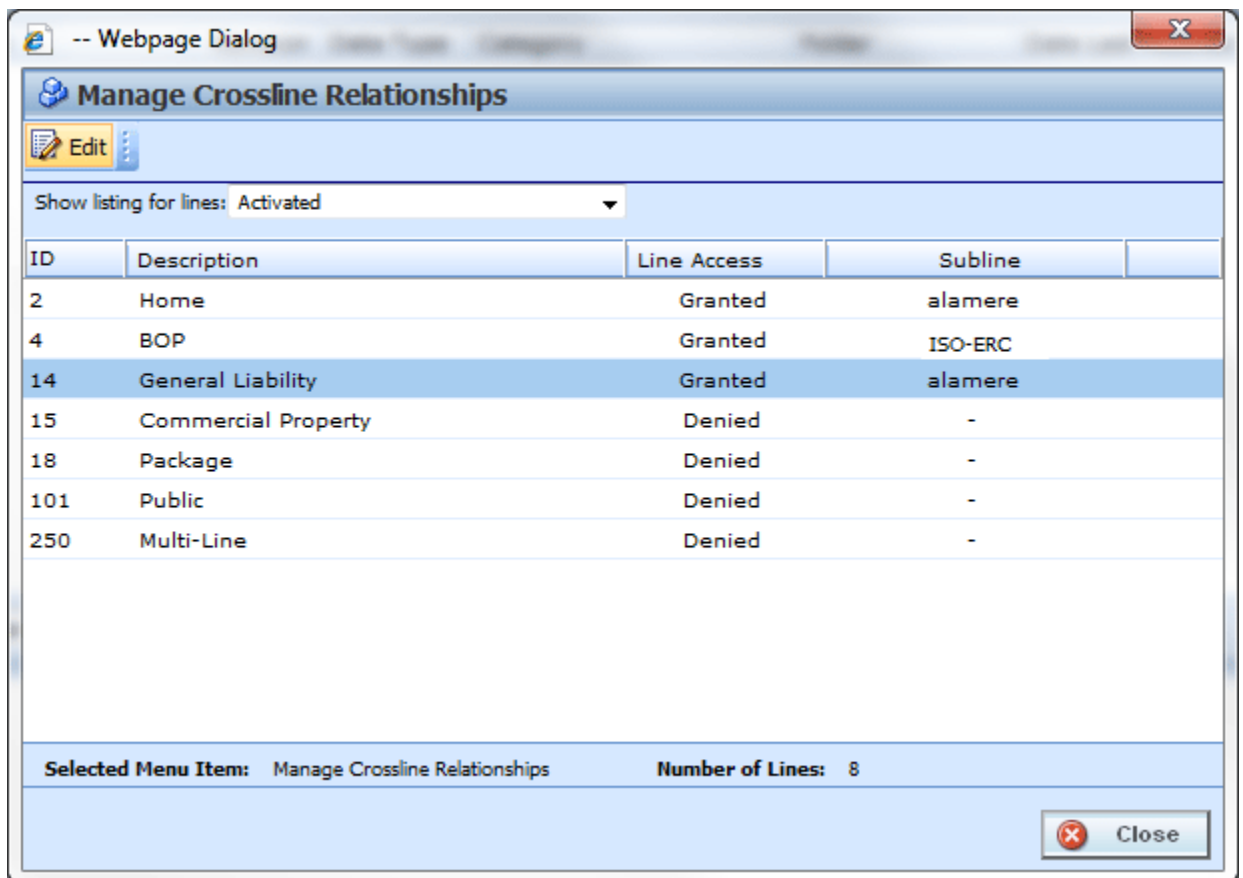 -- Webpage Dialog
Manage Crossline Relationships
Edit
Show listing for lines: Activated
ID Description Line Access Subline
2 Home Granted alamere
4 BOP Granted ISO-ERC
14 General Liability Granted alamere
15 Commercial Property Denied -
18 Package Denied -
101 Public Denied -
250 Multi-Line Denied -
Selected Menu Item: Manage Crossline Relationships Number of Lines: 8
Close